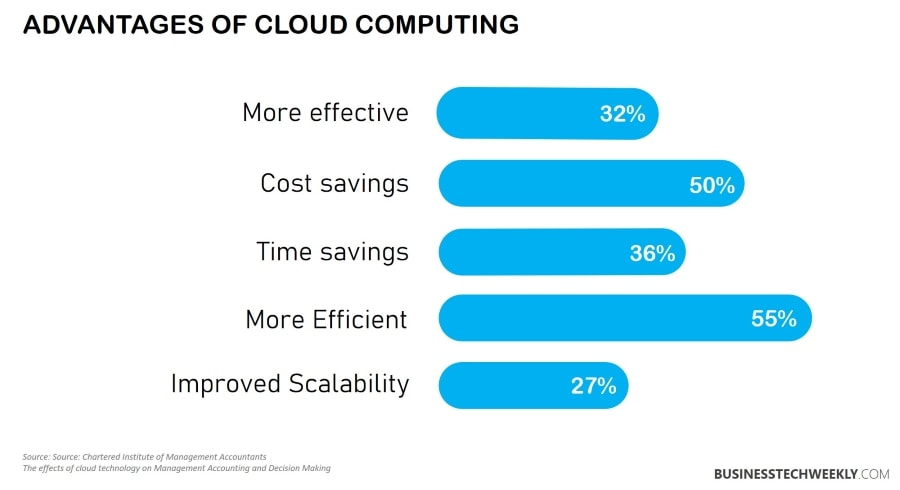 ADVANTAGES OF CLOUD COMPUTING
More effective 32%
Cost savings 50%
Time savings 36%
More Efficient 55%
Improved Scalability 27%
Source: Source: Chartered Institute of Management Accountants
The effects of cloud technology on Management Accounting and Decision Making
BUSINESSTECHWEEKLY.COM